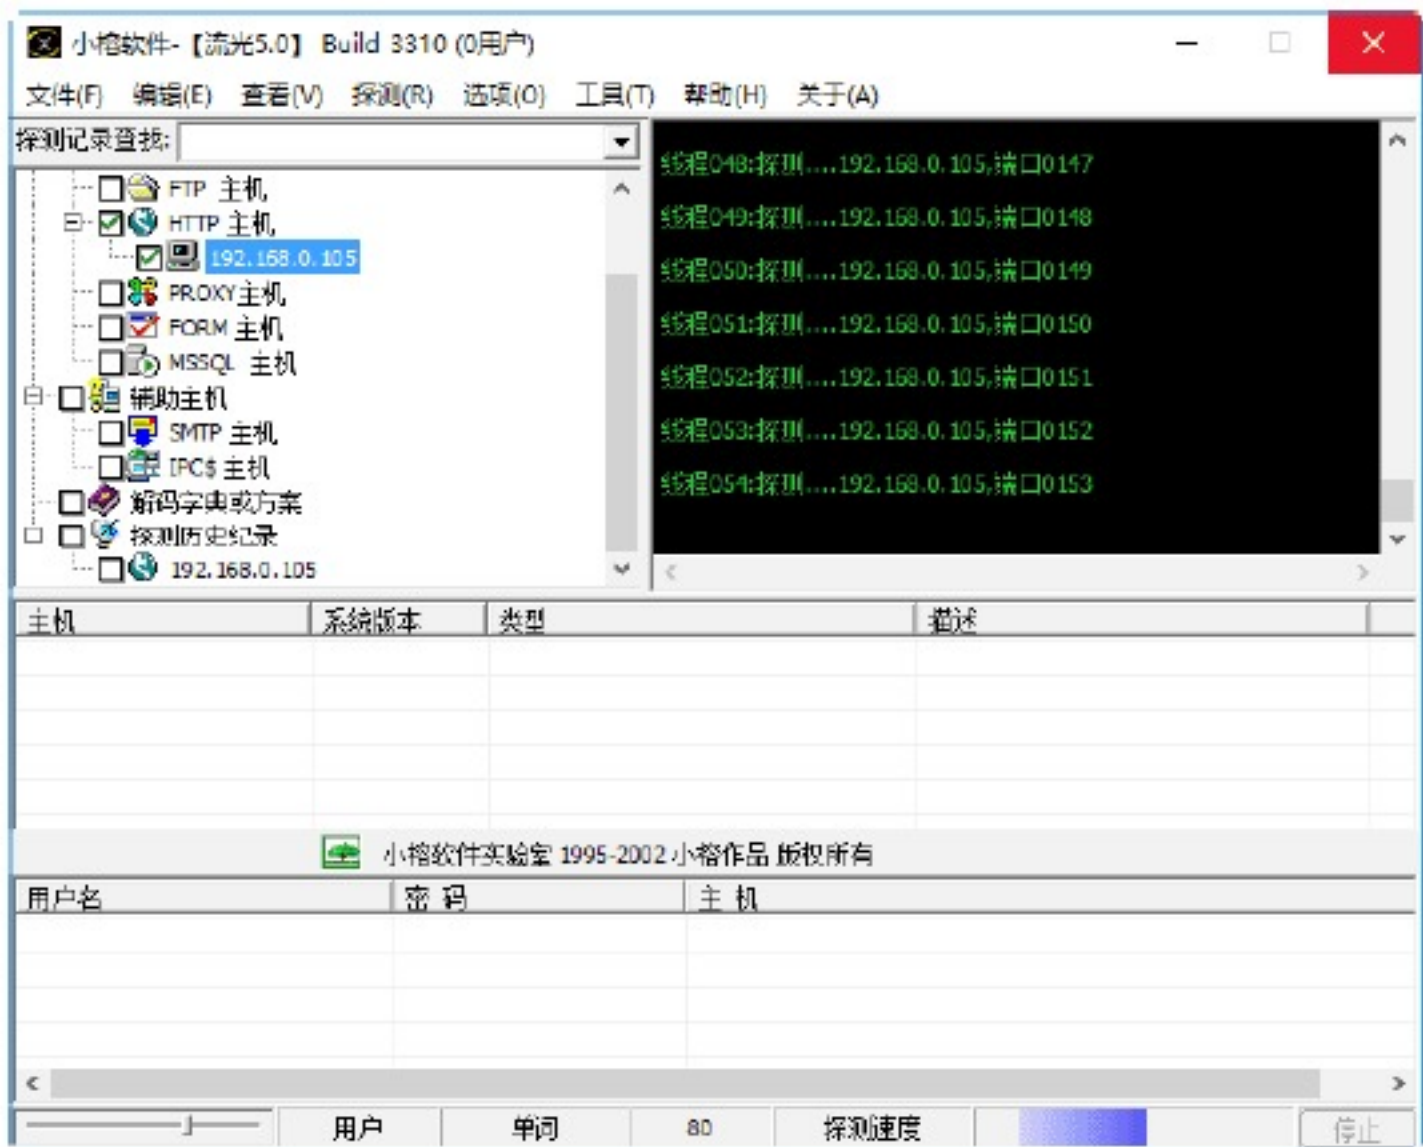 小榕软件-【流光5.0】 Build 3310 (0用户)
文件(F) 编辑(E) 查看(V) 探测(R) 选项(O) 工具(T) 帮助(H) 关于(A)
探测记录查找:
FTP 主机
HTTP 主机
192.168.0.105
PROXY主机
FORM 主机
MSSQL 主机
辅助主机
SMTP 主机
IPC$ 主机
解码字典或方案
探测历史纪录
192.168.0.105
线程048:探测....192.168.0.105,端口0147
线程049:探测....192.168.0.105,端口0148
线程050:探测....192.168.0.105,端口0149
线程051:探测....192.168.0.105,端口0150
线程052:探测....192.168.0.105,端口0151
线程053:探测....192.168.0.105,端口0152
线程054:探测....192.168.0.105,端口0153
主机 系统版本 类型 描述
小榕软件实验室 1995-2002 小榕作品 版权所有
用户名 密 码 主 机
用户 单词 80 探测速度 停止